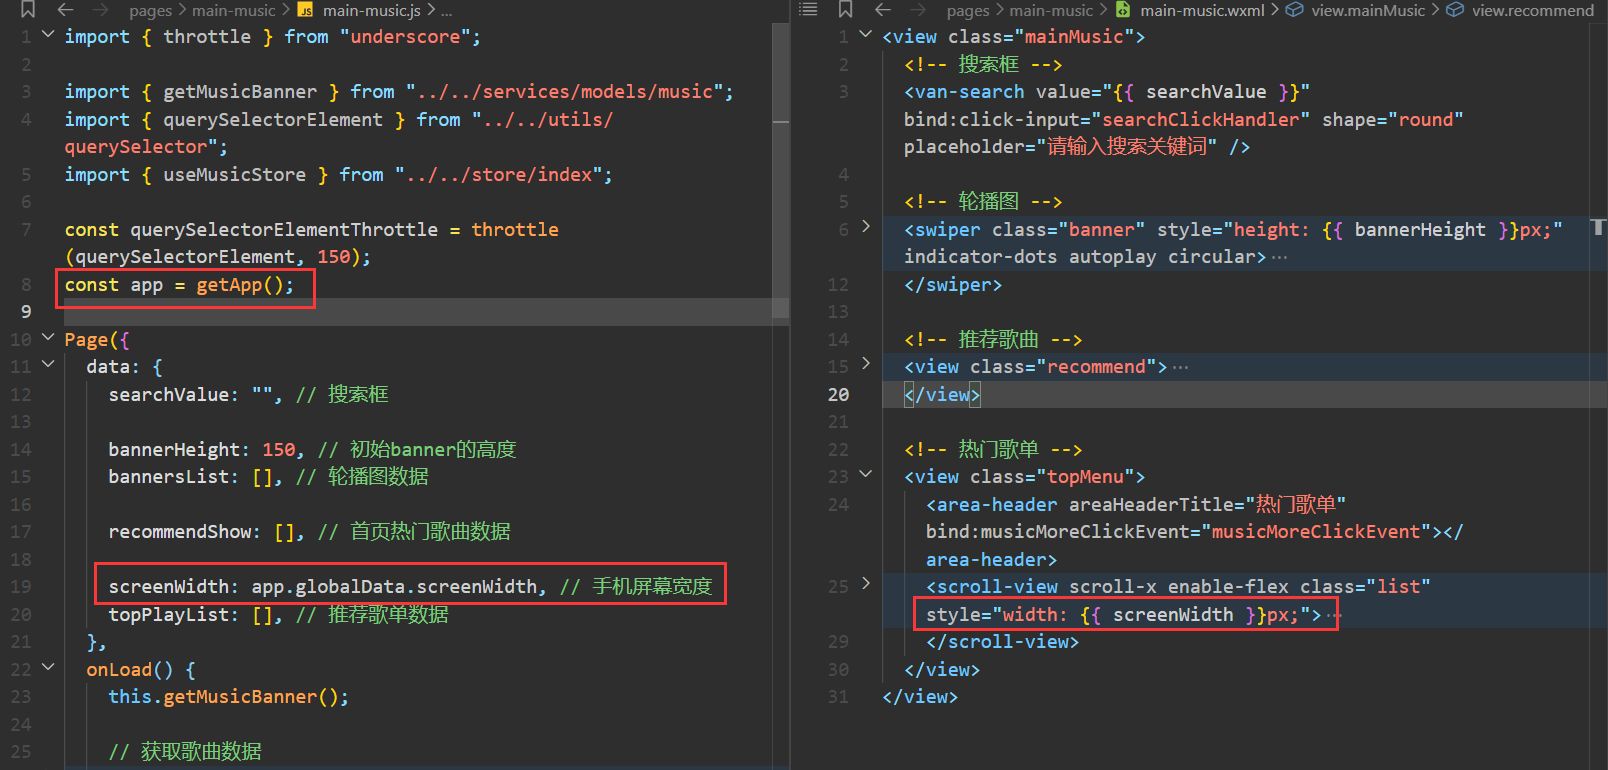 pages > main-music > JS main-music.js > ...
1 import { throttle } from "underscore";
2
3 import { getMusicBanner } from "../../services/models/music";
4 import { querySelectorElement } from "../../utils/
querySelector";
5 import { useMusicStore } from "../../store/index";
6
7 const querySelectorElementThrottle = throttle
(querySelectorElement, 150);
8 const app = getApp();
9
10 Page({
11 data: {
12 searchValue: "", // 搜索框
13
14 bannerHeight: 150, // 初始banner的高度
15 bannersList: [], // 轮播图数据
16
17 recommendShow: [], // 首页热门歌曲数据
18
19 screenWidth: app.globalData.screenWidth, // 手机屏幕宽度
20 topPlayList: [], // 推荐歌单数据
21 },
22 onLoad() {
23 this.getMusicBanner();
24
25 // 获取歌曲数据
pages > main-music > main-music.wxml > view.mainMusic > view.recommend
1 <view class="mainMusic">
2 <!-- 搜索框 -->
3 <van-search value="{{ searchValue }}"
bind:click-input="searchClickHandler" shape="round"
placeholder="请输入搜索关键词" />
4
5 <!-- 轮播图 -->
6 <swiper class="banner" style="height: {{ bannerHeight }}px;"
indicator-dots autoplay circular>···
12 </swiper>
13
14 <!-- 推荐歌曲 -->
15 <view class="recommend">···
20 </view>
21
22 <!-- 热门歌单 -->
23 <view class="topMenu">
24 <area-header areaHeaderTitle="热门歌单"
bind:musicMoreClickEvent="musicMoreClickEvent"></
area-header>
25 <scroll-view scroll-x enable-flex class="list"
style="width: {{ screenWidth }}px;">···
29 </scroll-view>
30 </view>
31 </view>